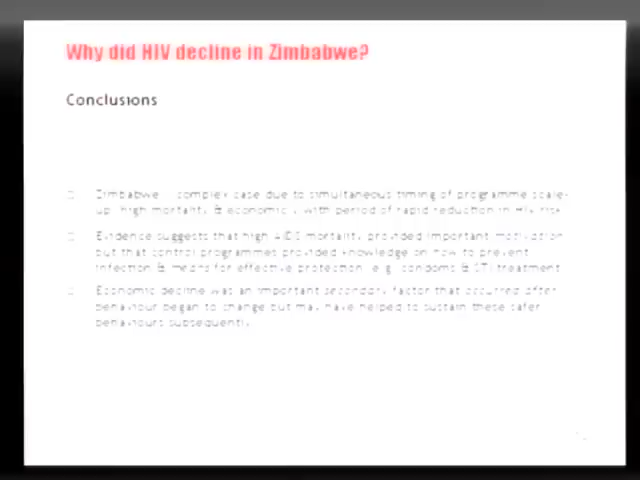 Why did HIV decline in Zimbabwe?
Conclusions
Zimbabwe complex case due to simultaneous timing of programme scale-
up, high mortality & economic with period of rapid reduction in HIV risk
Evidence suggests that high AIDS mortality provided important motivation
but that control programmes provided knowledge on how to prevent
infection & means for effective protection e.g. condoms & STI treatment
Economic decline was an important secondary factor that occurred after
behaviour began to change but may have helped to sustain these safer
behaviours subsequently